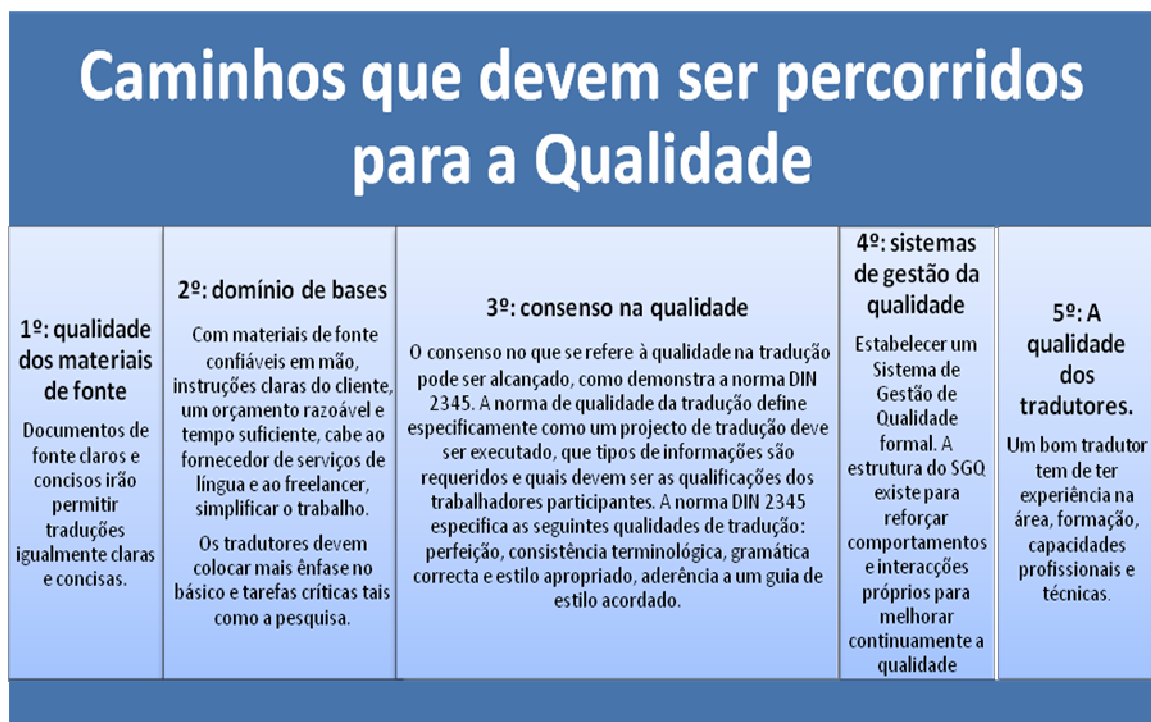 Caminhos que devem ser percorridos
para a Qualidade
1º: qualidade
dos materiais
de fonte
Documentos de
fonte claros e
concisos irão
permitir
traduções
igualmente claras
e concisas.
2º: domínio de bases
Com materiais de fonte
confiáveis em mão,
instruções claras do cliente,
um orçamento razoável e
tempo suficiente, cabe ao
fornecedor de serviços de
língua e ao freelancer,
simplificar o trabalho.
Os tradutores devem
colocar mais ênfase no
básico e tarefas críticas tais
como a pesquisa.
3º: consenso na qualidade
O consenso no que se refere à qualidade na tradução
pode ser alcançado, como demonstra a norma DIN
2345. A norma de qualidade da tradução define
especificamente como um projecto de tradução deve
ser executado, que tipos de informações são
requeridos e quais devem ser as qualificações dos
trabalhadores participantes. A norma DIN 2345
especifica as seguintes qualidades de tradução:
perfeição, consistência terminológica, gramática
correcta e estilo apropriado, aderência a um guia de
estilo acordado.
4º: sistemas
de gestão da
qualidade
Estabelecer um
Sistema de
Gestão de
Qualidade
formal. A
estrutura do SGQ
existe para
reforçar
comportamentos
e interacções
próprios para
melhorar
continuamente a
qualidade
5º: A
qualidade
dos
tradutores.
Um bom tradutor
tem de ter
experiência na
área, formação,
capacidades
profissionais e
técnicas.